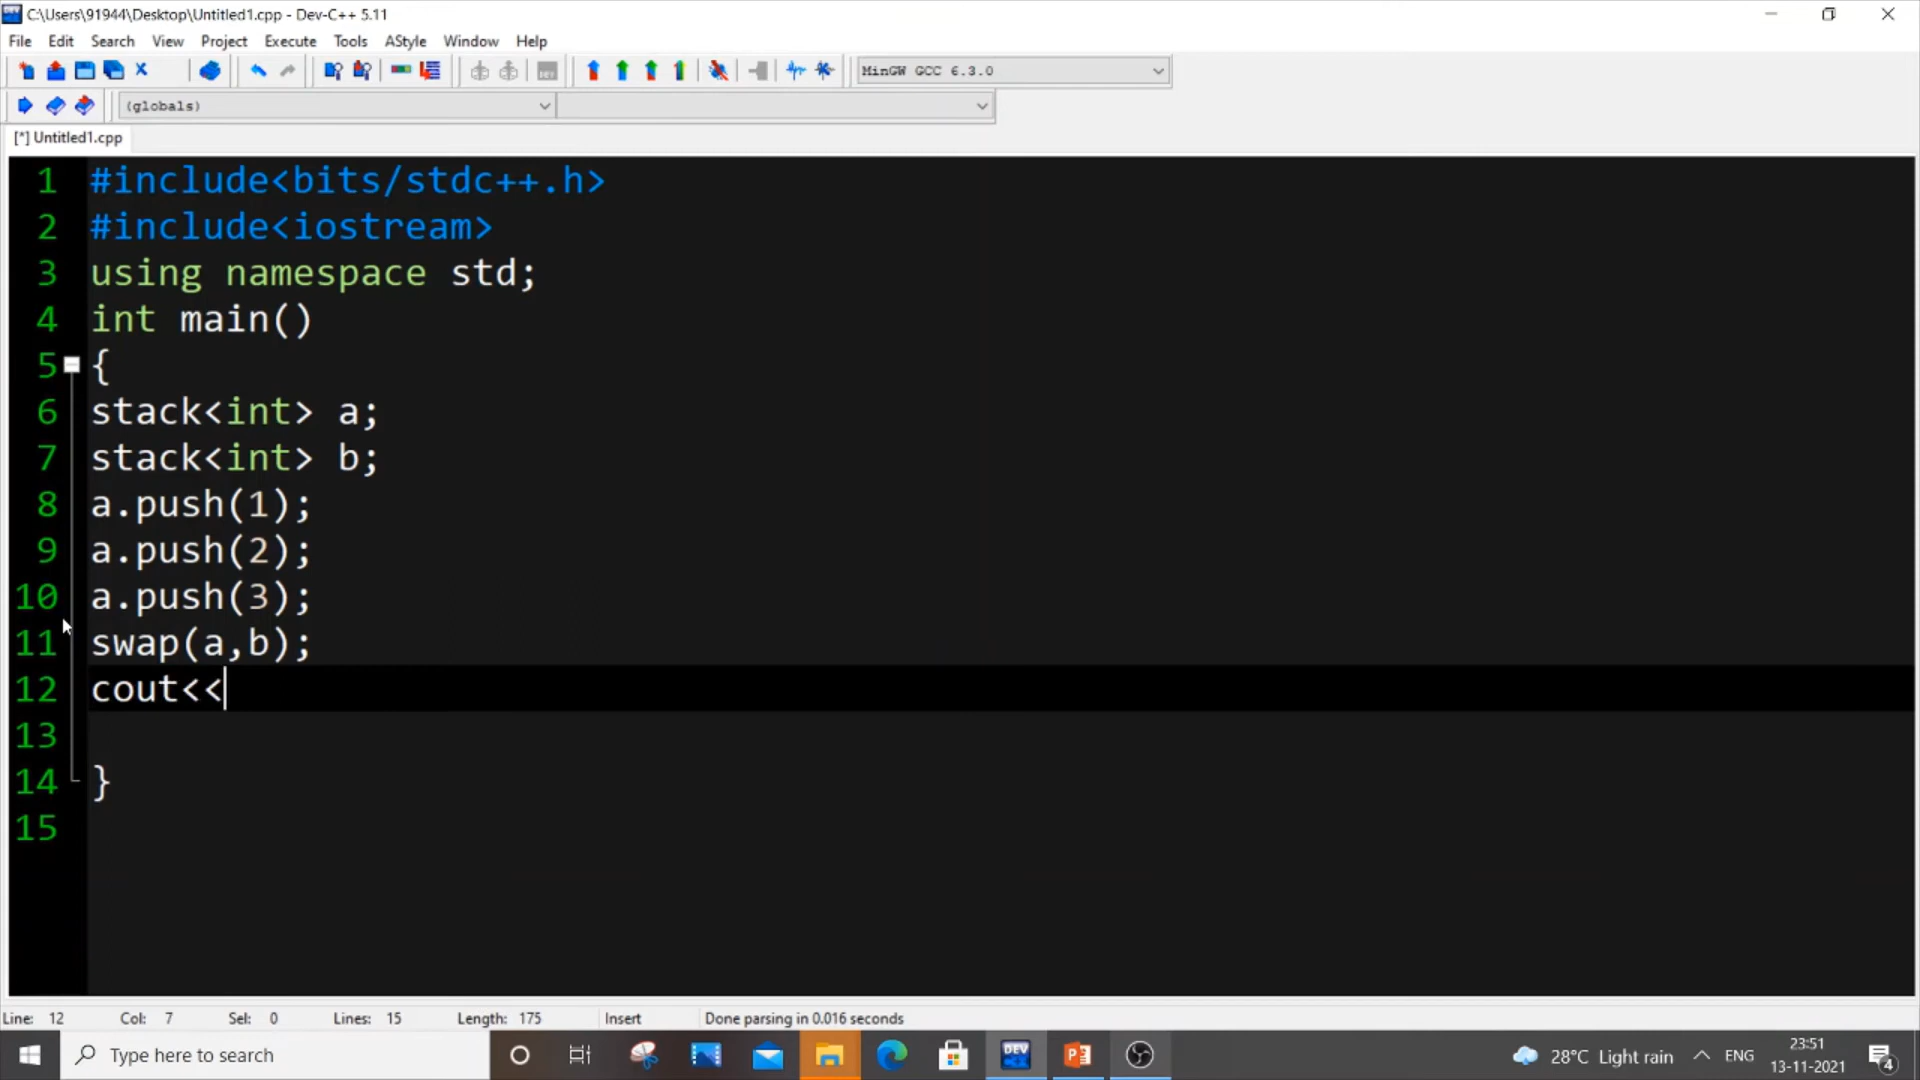 C:\Users\91944\Desktop\Untitled1.cpp - Dev-C++ 5.11
File Edit Search View Project Execute Tools AStyle Window Help
MinGW GCC 6.3.0
(globals)
[*] Untitled1.cpp
1 #include<bits/stdc++.h>
2 #include<iostream>
3 using namespace std;
4 int main()
5 {
6 stack<int> a;
7 stack<int> b;
8 a.push(1);
9 a.push(2);
10 a.push(3);
11 swap(a,b);
12 cout<<
13
14 }
15
Line: 12 Col: 7 Sel: 0 Lines: 15 Length: 175 Insert Done parsing in 0.016 seconds
Type here to search DEV 28°C Light rain ENG 23:51
13-11-2021 4